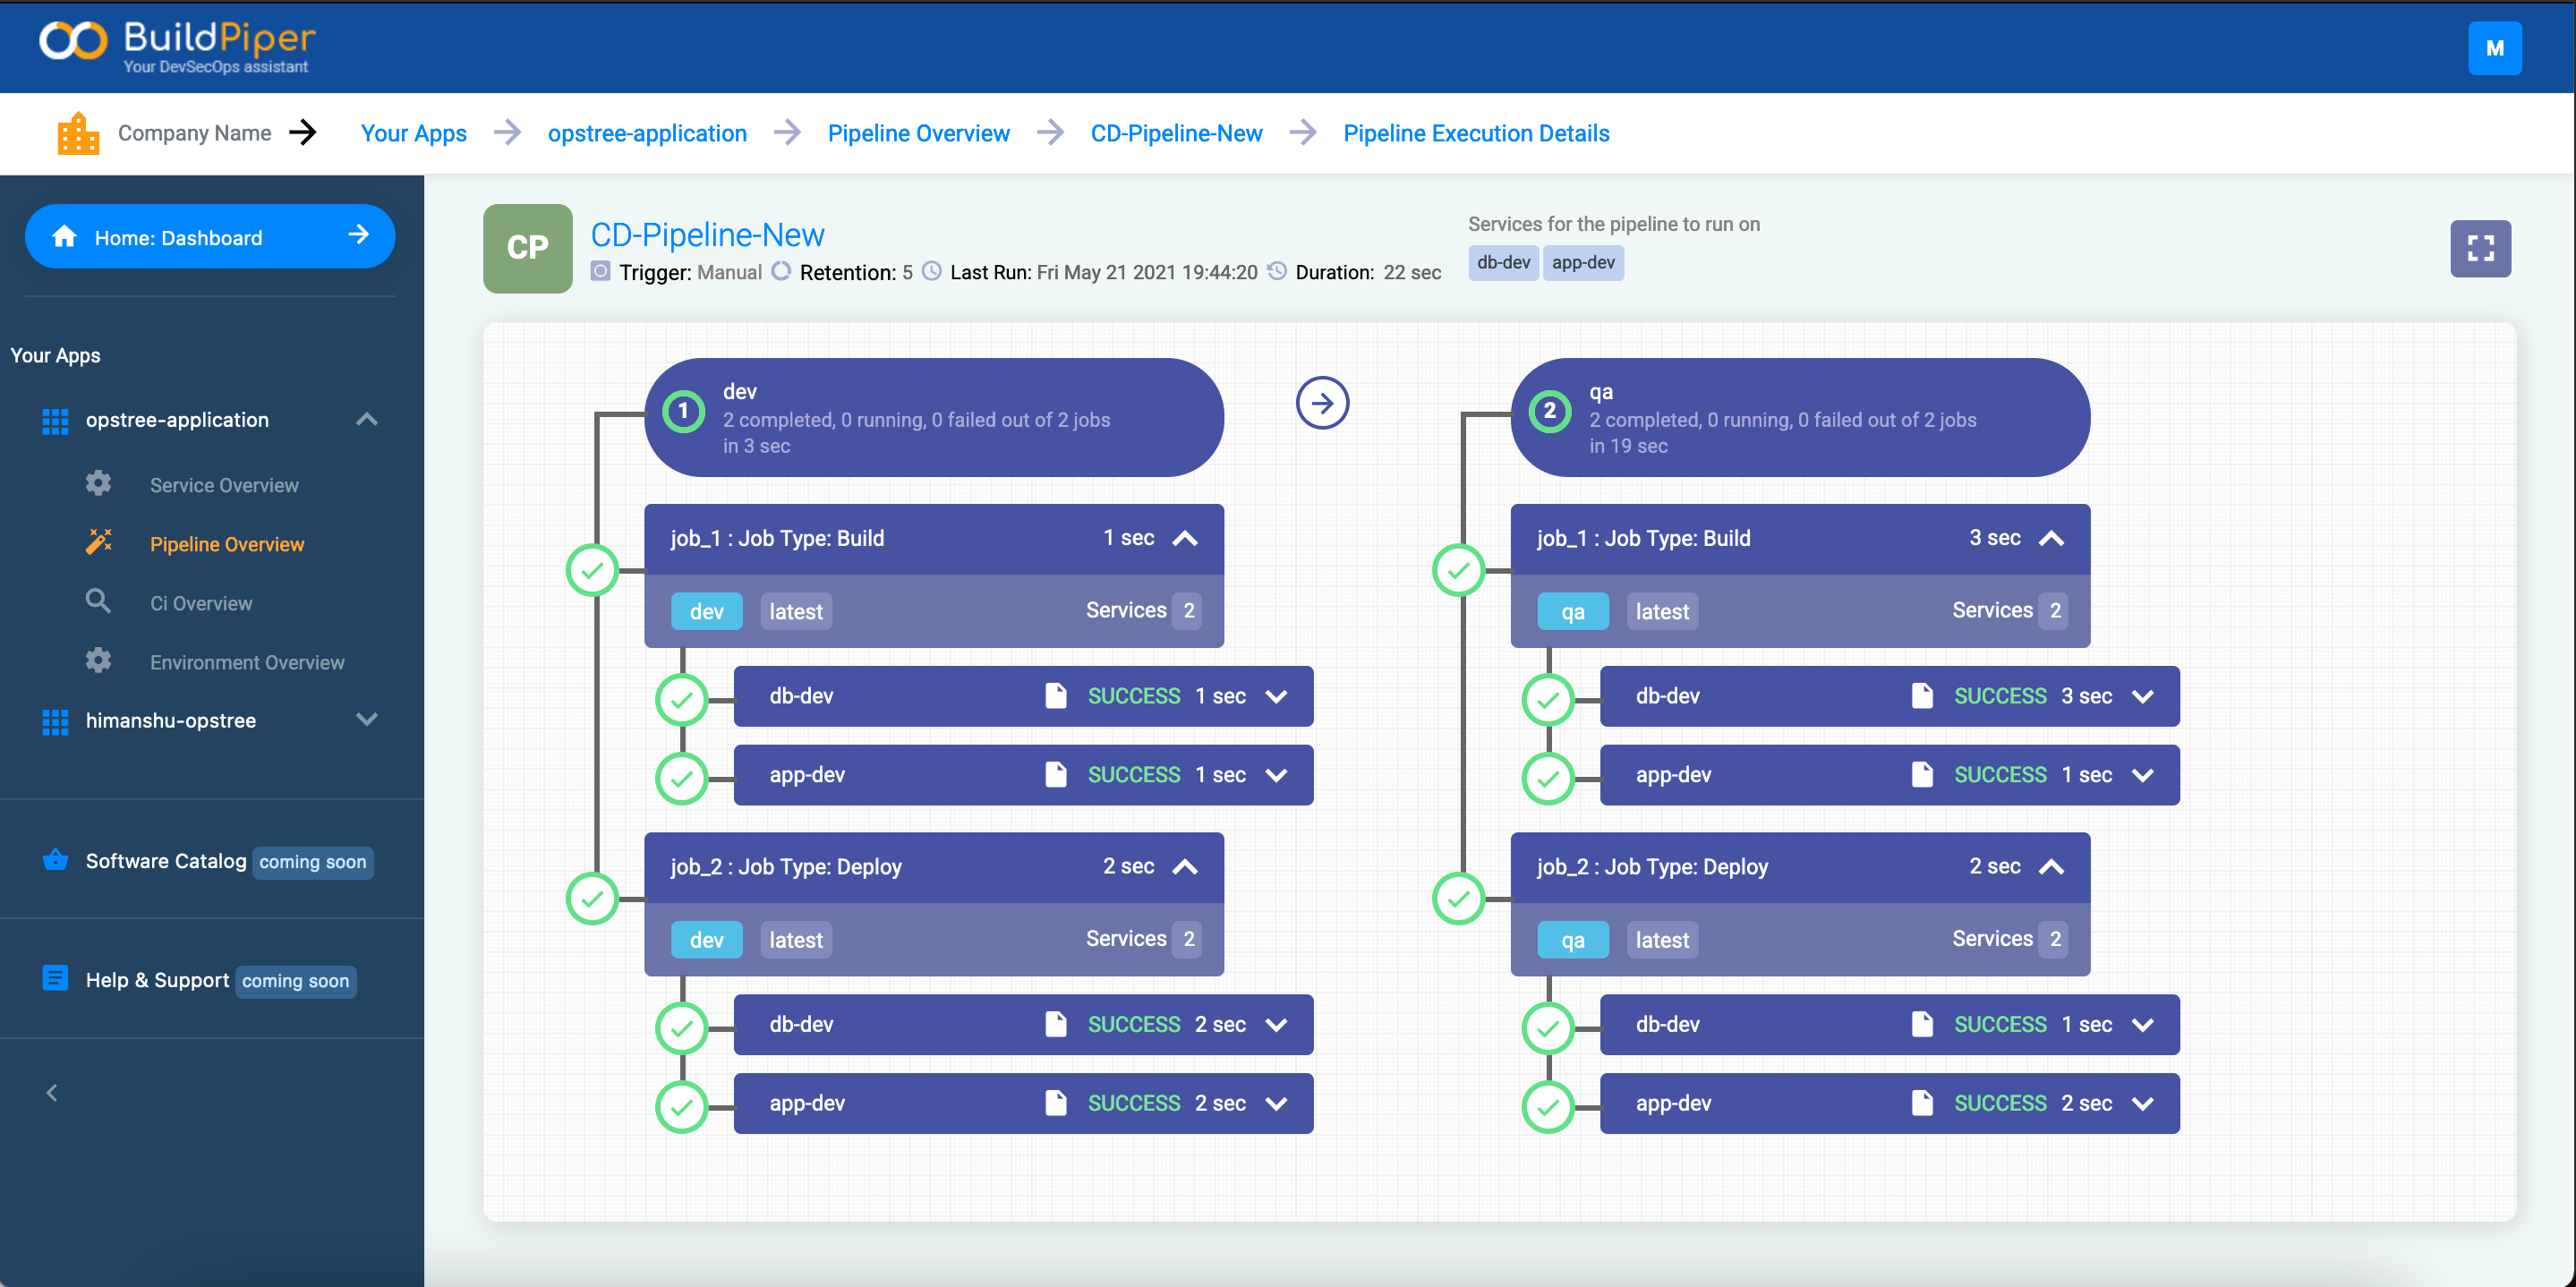 BuildPiper
Your DevSecOps assistant
M
Company Name Your Apps opstree-application Pipeline Overview CD-Pipeline-New Pipeline Execution Details
Home: Dashboard
Your Apps
opstree-application
Service Overview
Pipeline Overview
Ci Overview
Environment Overview
himanshu-opstree
Software Catalog coming soon
Help & Support coming soon
CP
CD-Pipeline-New
Trigger: Manual Retention: 5 Last Run: Fri May 21 2021 19:44:20 Duration: 22 sec
Services for the pipeline to run on
db-dev app-dev
1
dev
2 completed, 0 running, 0 failed out of 2 jobs
in 3 sec
job_1 : Job Type: Build 1 sec
dev latest Services 2
db-dev SUCCESS 1 sec
app-dev SUCCESS 1 sec
job_2 : Job Type: Deploy 2 sec
dev latest Services 2
db-dev SUCCESS 2 sec
app-dev SUCCESS 2 sec
2
qa
2 completed, 0 running, 0 failed out of 2 jobs
in 19 sec
job_1 : Job Type: Build 3 sec
qa latest Services 2
db-dev SUCCESS 3 sec
app-dev SUCCESS 1 sec
job_2 : Job Type: Deploy 2 sec
qa latest Services 2
db-dev SUCCESS 1 sec
app-dev SUCCESS 2 sec